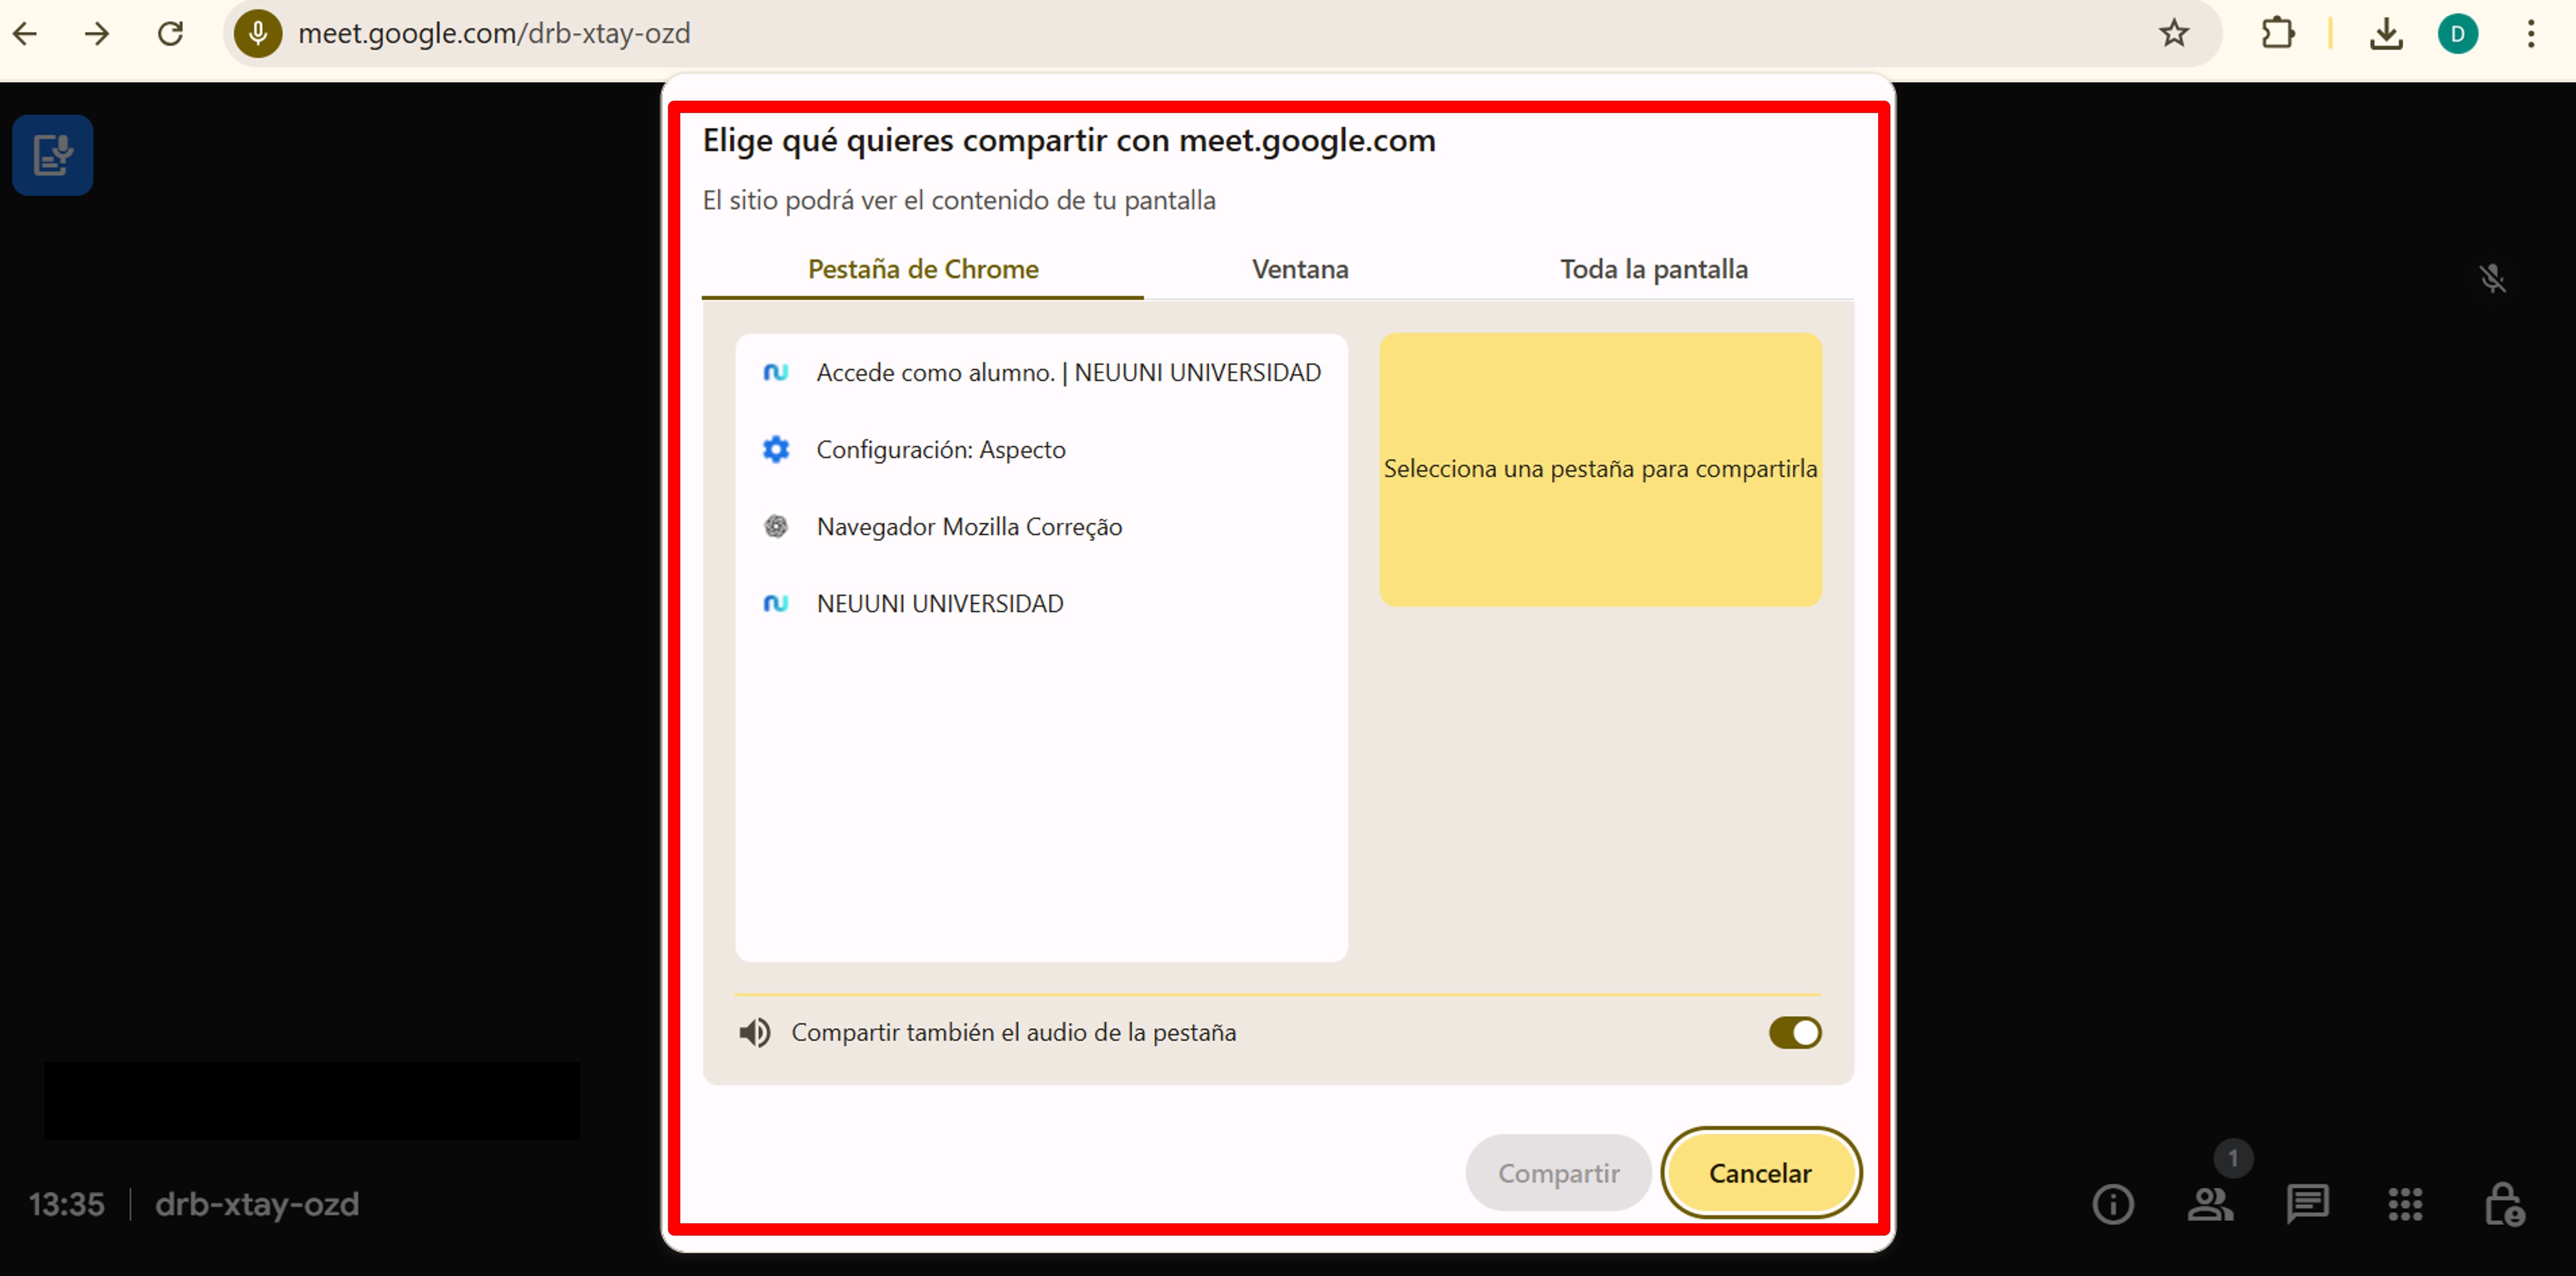 meet.google.com/drb-xtay-ozd
D
Elige qué quieres compartir con meet.google.com
El sitio podrá ver el contenido de tu pantalla
Pestaña de Chrome
Ventana
Toda la pantalla
Accede como alumno. | NEUUNI UNIVERSIDAD
Configuración: Aspecto
Navegador Mozilla Correção
NEUUNI UNIVERSIDAD
Selecciona una pestaña para compartirla
Compartir también el audio de la pestaña
Compartir
Cancelar
13:35 | drb-xtay-ozd
1